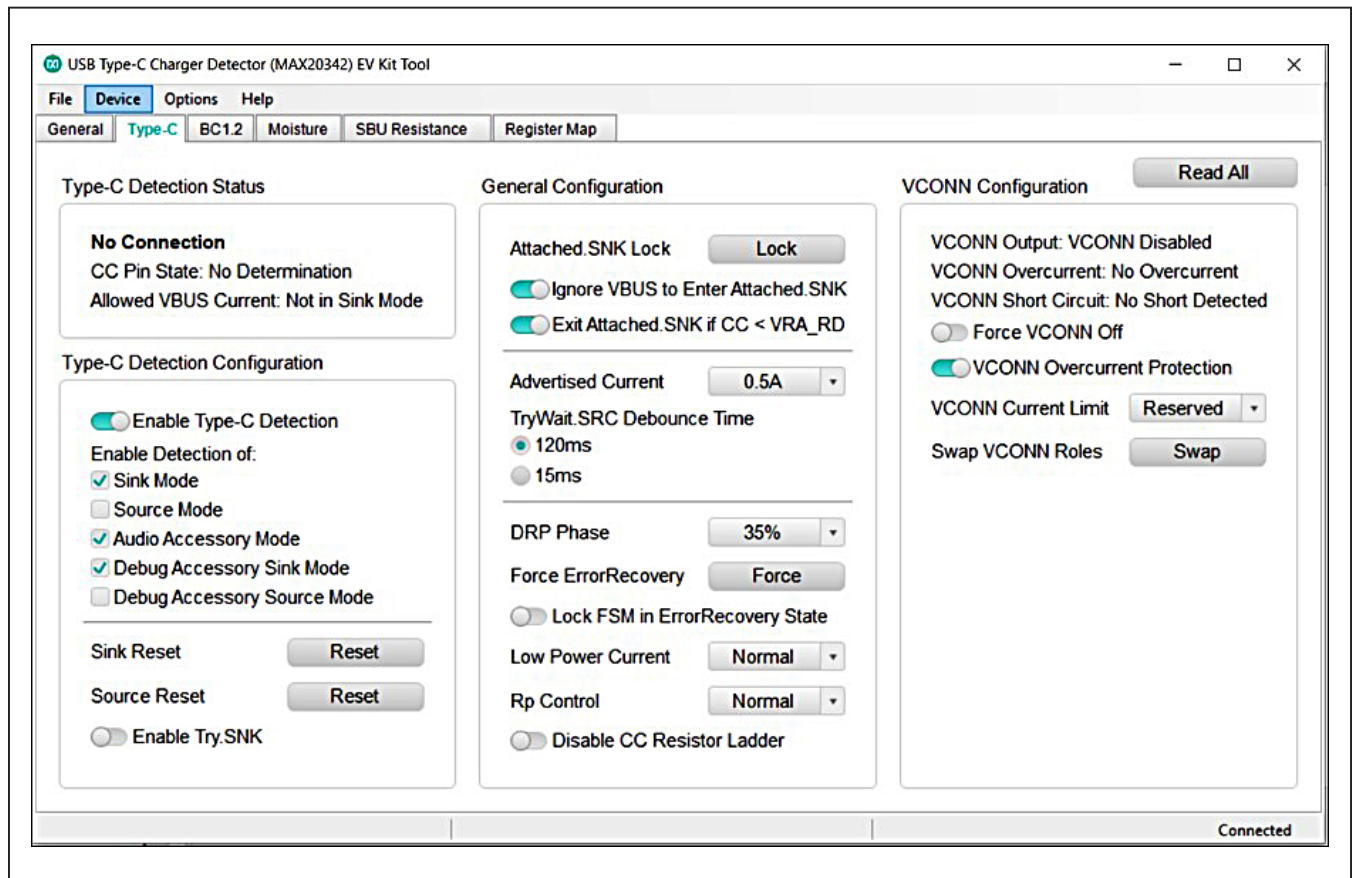 USB Type-C Charger Detector (MAX20342) EV Kit Tool
File Device Options Help
General Type-C BC1.2 Moisture SBU Resistance Register Map
Read All
Type-C Detection Status
No Connection
CC Pin State: No Determination
Allowed VBUS Current: Not in Sink Mode
Type-C Detection Configuration
Enable Type-C Detection
Enable Detection of:
Sink Mode
Source Mode
Audio Accessory Mode
Debug Accessory Sink Mode
Debug Accessory Source Mode
Sink Reset Reset
Source Reset Reset
Enable Try.SNK
General Configuration
Attached.SNK Lock Lock
Ignore VBUS to Enter Attached.SNK
Exit Attached.SNK if CC < VRA_RD
Advertised Current 0.5A
TryWait.SRC Debounce Time
120ms
15ms
DRP Phase 35%
Force ErrorRecovery Force
Lock FSM in ErrorRecovery State
Low Power Current Normal
Rp Control Normal
Disable CC Resistor Ladder
VCONN Configuration
VCONN Output: VCONN Disabled
VCONN Overcurrent: No Overcurrent
VCONN Short Circuit: No Short Detected
Force VCONN Off
VCONN Overcurrent Protection
VCONN Current Limit Reserved
Swap VCONN Roles Swap
Connected